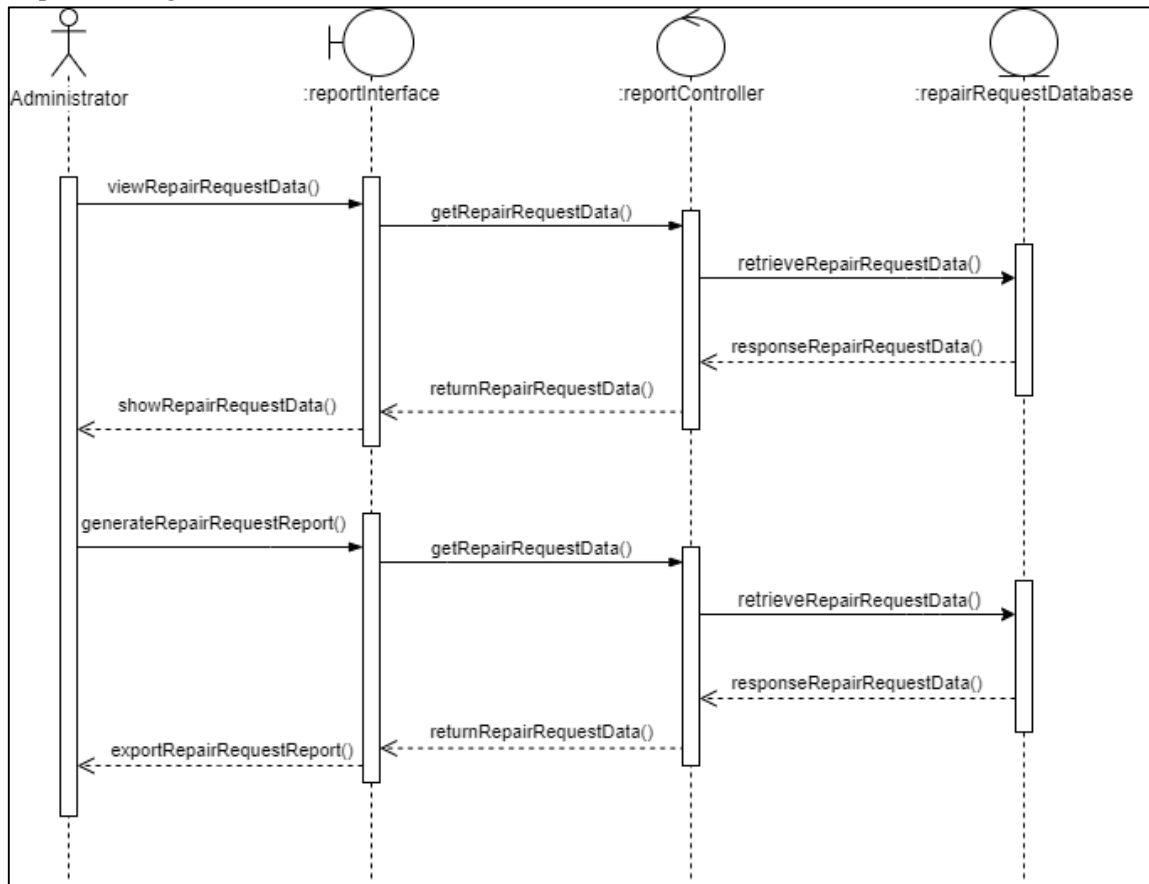 Administrator
:reportInterface
:reportController
:repairRequestDatabase
viewRepairRequestData()
getRepairRequestData()
retrieveRepairRequestData()
responseRepairRequestData()
returnRepairRequestData()
showRepairRequestData()
generateRepairRequestReport()
getRepairRequestData()
retrieveRepairRequestData()
responseRepairRequestData()
returnRepairRequestData()
exportRepairRequestReport()